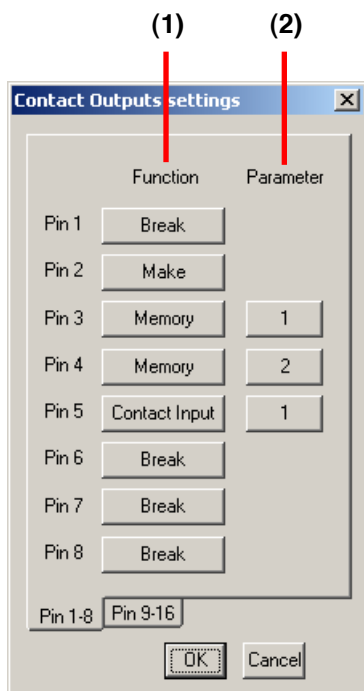 (1) (2)
Contact Outputs settings
Function Parameter
Pin 1 Break
Pin 2 Make
Pin 3 Memory 1
Pin 4 Memory 2
Pin 5 Contact Input 1
Pin 6 Break
Pin 7 Break
Pin 8 Break
Pin 1-8 Pin 9-16
OK Cancel